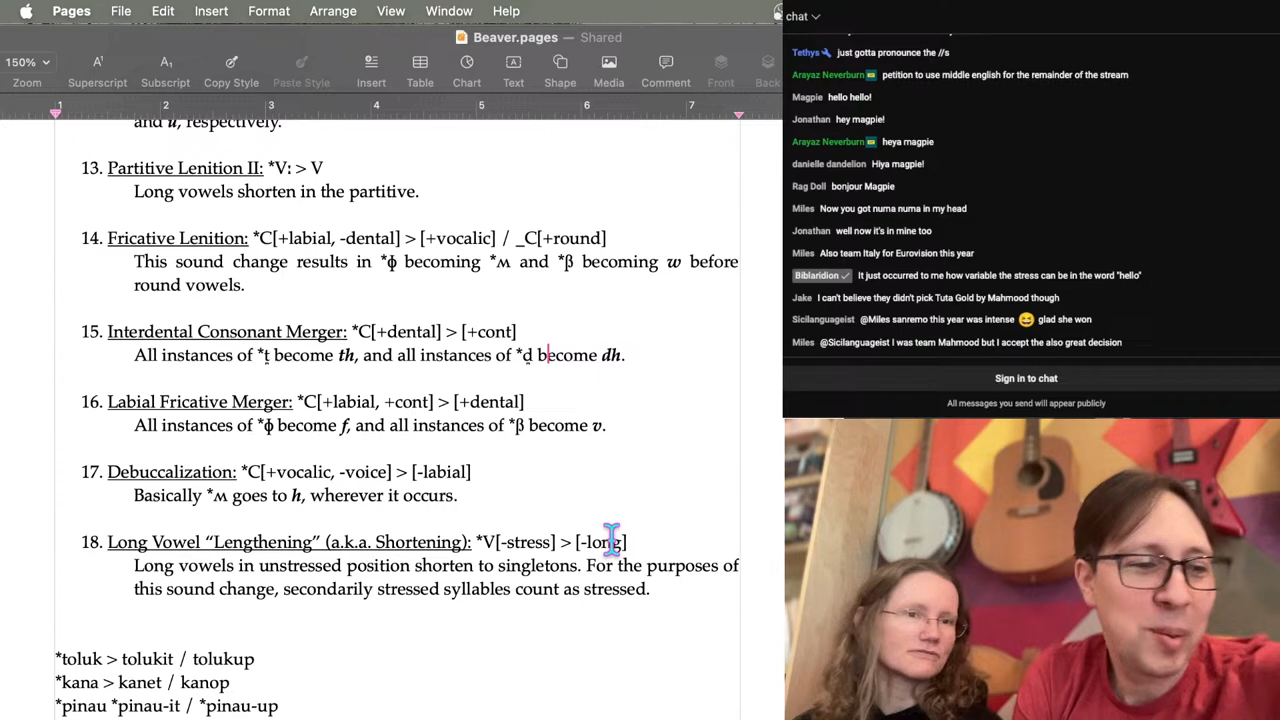 Pages File Edit Insert Format Arrange View Window Help
Beaver.pages — Shared
150%
Zoom Superscript Subscript Copy Style Paste Style Insert Table Chart Text Shape Media Comment Front Back
1 2 3 4 5 6 7
and u, respectively.
13. Partitive Lenition II: *Vː > V
Long vowels shorten in the partitive.
14. Fricative Lenition: *C[+labial, -dental] > [+vocalic] / _C[+round]
This sound change results in *ɸ becoming *ʍ and *β becoming w before
round vowels.
15. Interdental Consonant Merger: *C[+dental] > [+cont]
All instances of *t̪ become th, and all instances of *d̪ become dh.
16. Labial Fricative Merger: *C[+labial, +cont] > [+dental]
All instances of *ɸ become f, and all instances of *β become v.
17. Debuccalization: *C[+vocalic, -voice] > [-labial]
Basically *ʍ goes to h, wherever it occurs.
18. Long Vowel “Lengthening” (a.k.a. Shortening): *V[-stress] > [-long]
Long vowels in unstressed position shorten to singletons. For the purposes of
this sound change, secondarily stressed syllables count as stressed.
*toluk > tolukit / tolukup
*kana > kanet / kanop
*pinau *pinau-it / *pinau-up
chat
Tethys just gotta pronounce the //s
Arayaz Neverburn petition to use middle english for the remainder of the stream
Magpie hello hello!
Jonathan hey magpie!
Arayaz Neverburn heya magpie
danielle dandelion Hiya magpie!
Rag Doll bonjour Magpie
Miles Now you got numa numa in my head
Jonathan well now it's in mine too
Miles Also team Italy for Eurovision this year
Biblaridion It just occurred to me how variable the stress can be in the word "hello"
Jake I can't believe they didn't pick Tuta Gold by Mahmood though
Sicilanguageist @Miles sanremo this year was intense 😆 glad she won
Miles @Sicilanguageist I was team Mahmood but I accept the also great decision
Sign in to chat
All messages you send will appear publicly